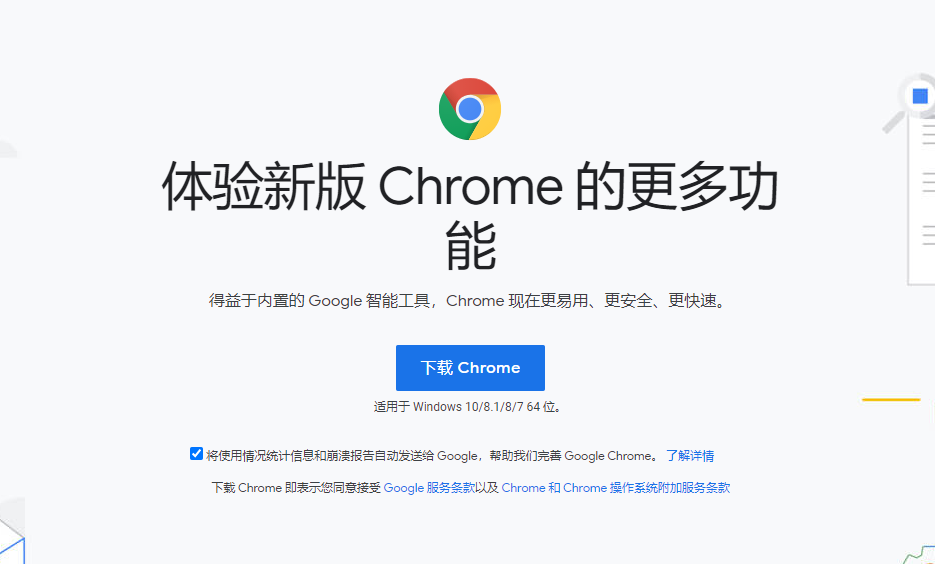 体验新版 Chrome 的更多功
能
得益于内置的 Google 智能工具，Chrome 现在更易用、更安全、更快速。
下载 Chrome
适用于 Windows 10/8.1/8/7 64 位。
将使用情况统计信息和崩溃报告自动发送给 Google，帮助我们完善 Google Chrome。 了解详情
下载 Chrome 即表示您同意接受 Google 服务条款以及 Chrome 和 Chrome 操作系统附加服务条款